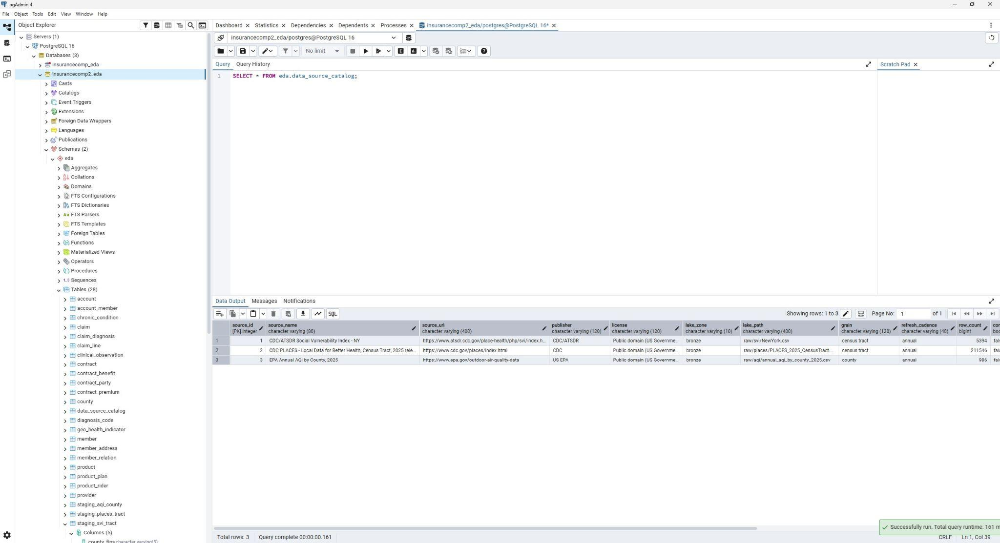 pgAdmin 4
File Object Tools Edit View Window Help
Object Explorer
Servers (1)
PostgreSQL 16
Databases (3)
insurancecomp_eda
insurancecomp2_eda
Casts
Catalogs
Event Triggers
Extensions
Foreign Data Wrappers
Languages
Publications
Schemas (2)
eda
Aggregates
Collations
Domains
FTS Configurations
FTS Dictionaries
Aa FTS Parsers
FTS Templates
Foreign Tables
Functions
Materialized Views
Operators
Procedures
1..3 Sequences
Tables (28)
account
account_member
chronic_condition
claim
claim_diagnosis
claim_line
clinical_observation
contract
contract_benefit
contract_party
contract_premium
county
data_source_catalog
diagnosis_code
geo_health_indicator
member
member_address
member_relation
product
product_plan
product_rider
provider
staging_aqi_county
staging_places_tract
staging_svi_tract
Columns (5)
county_fips character varying(5)
Dashboard Statistics Dependencies Dependents Processes insurancecomp2_eda/postgres@PostgreSQL 16*
insurancecomp2_eda/postgres@PostgreSQL 16
No limit
Query Query History
Scratch Pad
1 SELECT * FROM eda.data_source_catalog;
Data Output Messages Notifications
SQL
Showing rows: 1 to 3 Page No: 1 of 1
source_id source_name source_url publisher license lake_zone lake_path grain refresh_cadence row_count
[PK] integer character varying (80) character varying (400) character varying (120) character varying (120) character varying (10) character varying (400) character varying (120) character varying (40) bigint
1 1 CDC/ATSDR Social Vulnerability Index - NY https://www.atsdr.cdc.gov/place-health/php/svi/index.h... CDC/ATSDR Public domain (US Governme... bronze raw/svi/NewYork.csv census tract annual 5394
2 2 CDC PLACES - Local Data for Better Health, Census Tract, 2025 rele... https://www.cdc.gov/places/index.html CDC Public domain (US Governme... bronze raw/places/PLACES_2025_CensusTract.... census tract annual 211546
3 3 EPA Annual AQI by County, 2025 https://www.epa.gov/outdoor-air-quality-data US EPA Public domain (US Governme... bronze raw/aqi/annual_aqi_by_county_2025.csv county annual 986
Successfully run. Total query runtime: 161 m
Total rows: 3 Query complete 00:00:00.161 CRLF Ln 1, Col 39